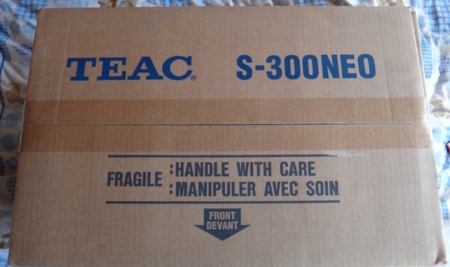 TEAC® S-300NEO
FRAGILE :HANDLE WITH CARE
:MANIPULER AVEC SOIN
FRONT
DEVANT